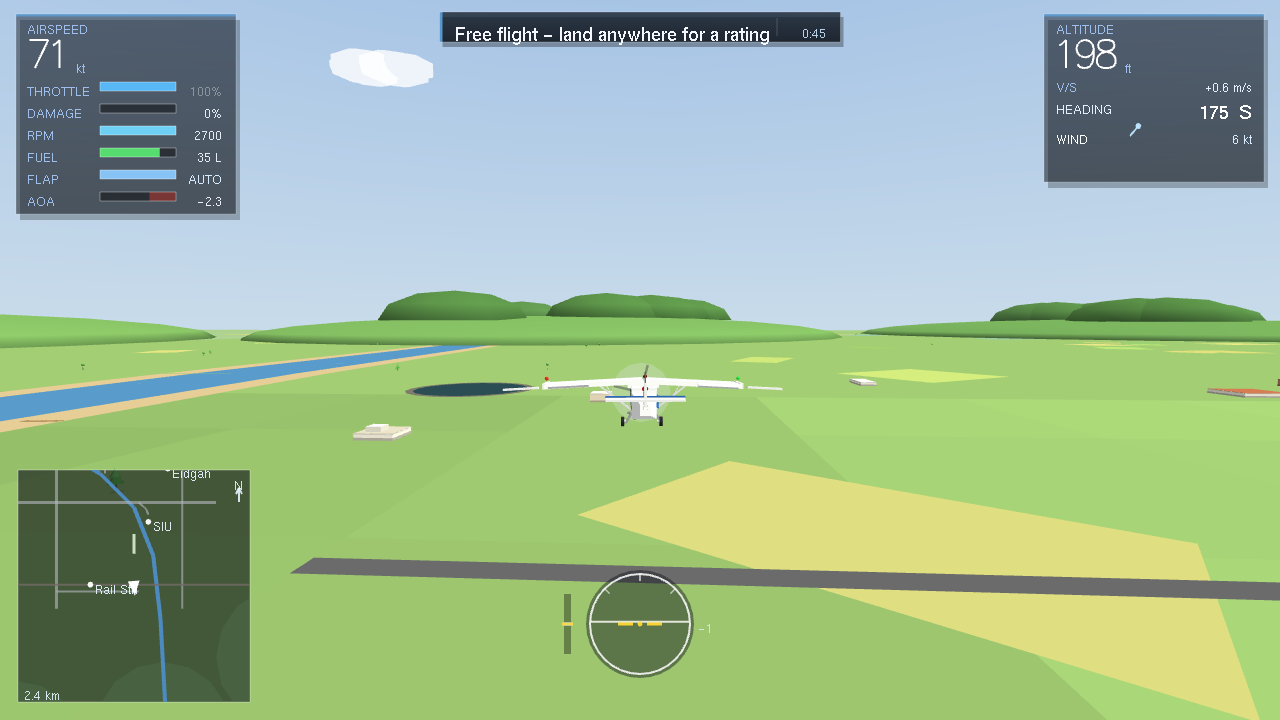 AIRSPEED
71 kt
THROTTLE 100%
DAMAGE 0%
RPM 2700
FUEL 35 L
FLAP AUTO
AOA -2.3
Free flight – land anywhere for a rating 0:45
ALTITUDE
198 ft
V/S +0.6 m/s
HEADING 175 S
WIND 6 kt
Eidgah
N
SIU
Rail St
2.4 km
-1